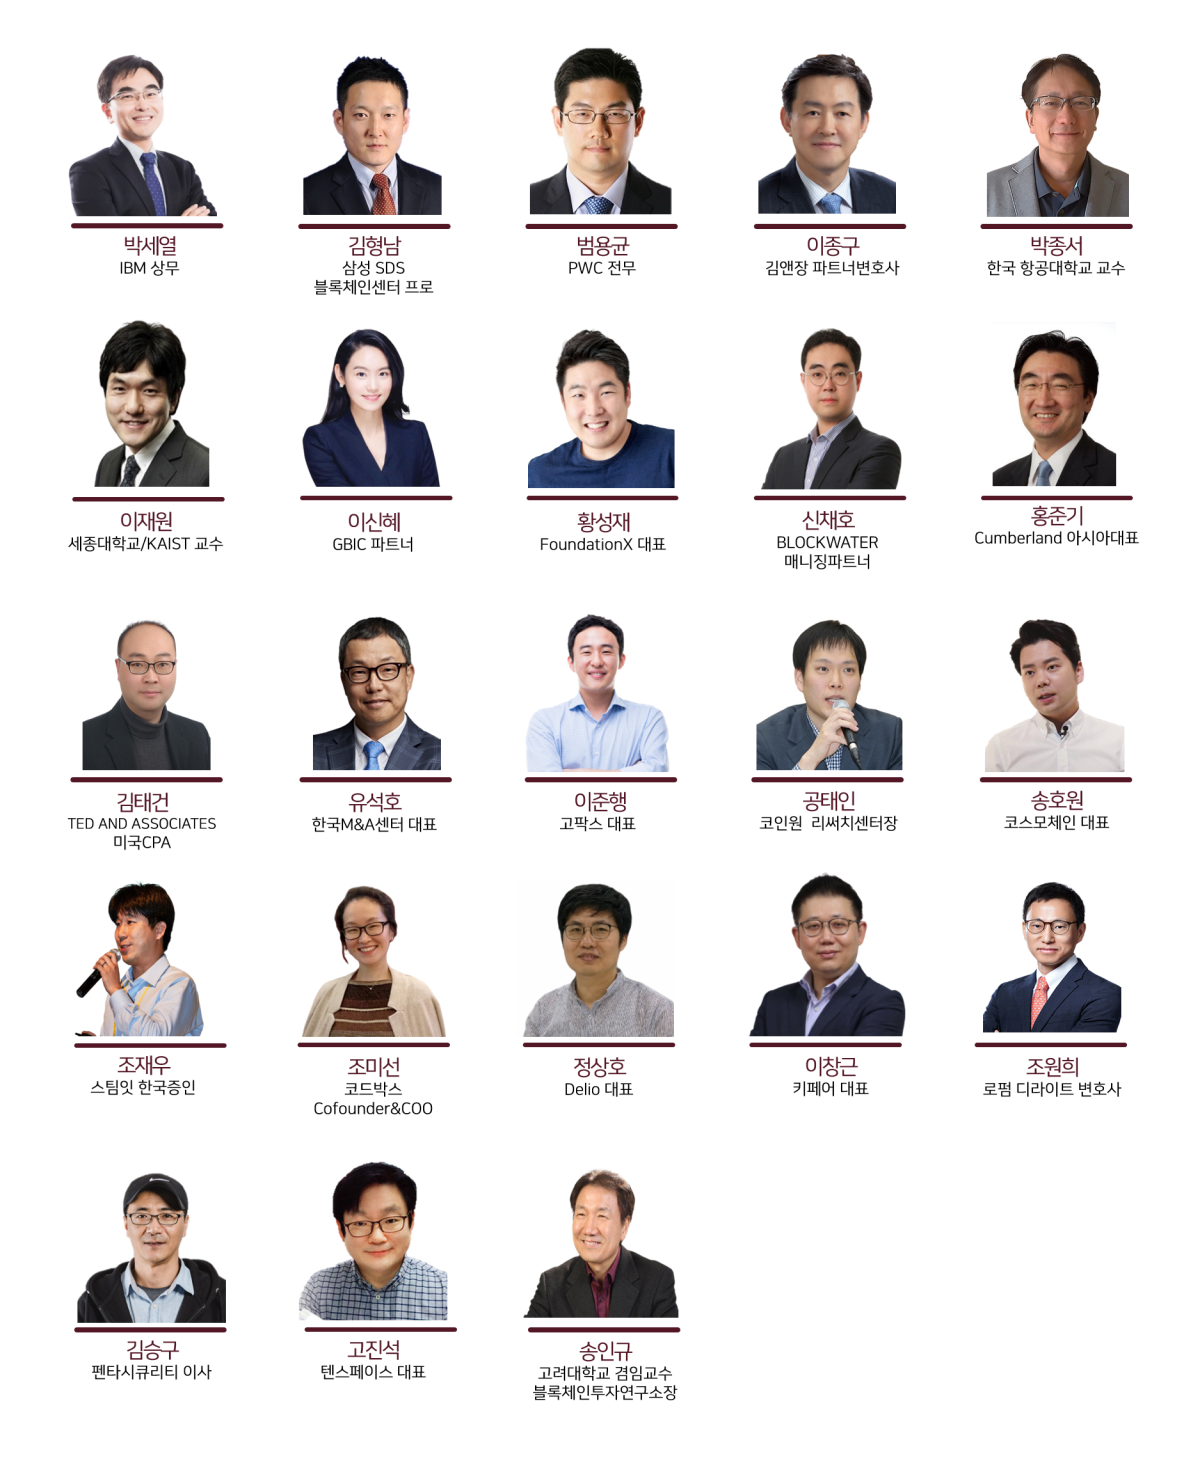 박세열
IBM 상무
김형남
삼성 SDS
블록체인센터 프로
범용균
PWC 전무
이종구
김앤장 파트너변호사
박종서
한국 항공대학교 교수
이재원
세종대학교/KAIST 교수
이신혜
GBIC 파트너
황성재
FoundationX 대표
신채호
BLOCKWATER
매니징파트너
홍준기
Cumberland 아시아대표
김태건
TED AND ASSOCIATES
미국CPA
유석호
한국M&A센터 대표
이준행
고팍스 대표
공태인
코인원 리써치센터장
송호원
코스모체인 대표
조재우
스팀잇 한국증인
조미선
코드박스
Cofounder&COO
정상호
Delio 대표
이창근
키페어 대표
조원희
로펌 디라이트 변호사
김승구
펜타시큐리티 이사
고진석
텐스페이스 대표
송인규
고려대학교 겸임교수
블록체인투자연구소장